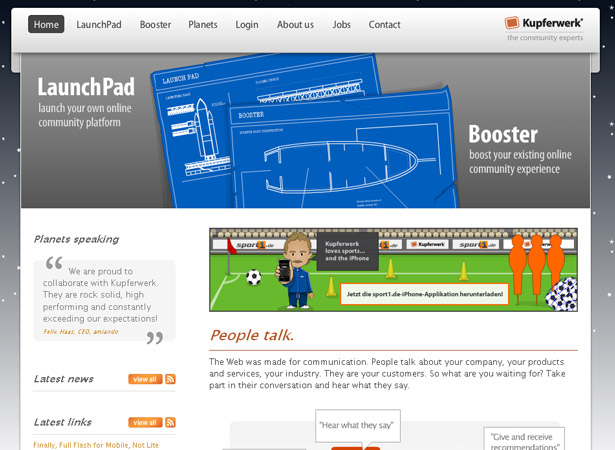 Home LaunchPad Booster Planets Login About us Jobs Contact
Kupferwerk
the community experts
LaunchPad
launch your own online
community platform
LAUNCH PAD
BOOSTER
Booster
boost your existing online
community experience
Planets speaking
“ We are proud to
collaborate with Kupferwerk.
They are rock solid, high
performing and constantly
exceeding our expectations!
Felix Haas, CEO, amiando ”
Latest news view all
Latest links view all
Finally, Full Flash for Mobile, Not Lite
sport1.de Kupferwerk sport1.de
Kupferwerk
loves sports...
and the iPhone
Jetzt die sport1.de-iPhone-Applikation herunterladen!
People talk.
The Web was made for communication. People talk about your company, your products
and services, your industry. They are your customers. So what are you waiting for? Take
part in their conversation and hear what they say.
"Hear what they say"
"Give and receive
recommendations"